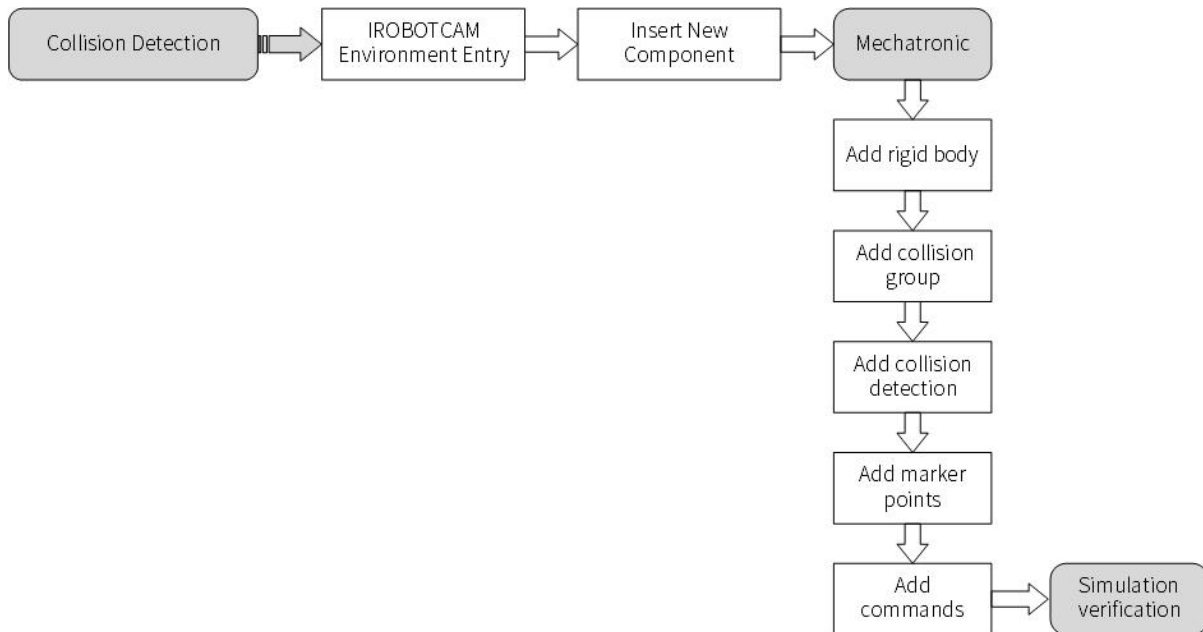 Collision Detection
IROBOTCAM
Environment Entry
Insert New
Component
Mechatronic
Add rigid body
Add collision
group
Add collision
detection
Add marker
points
Add
commands
Simulation
verification